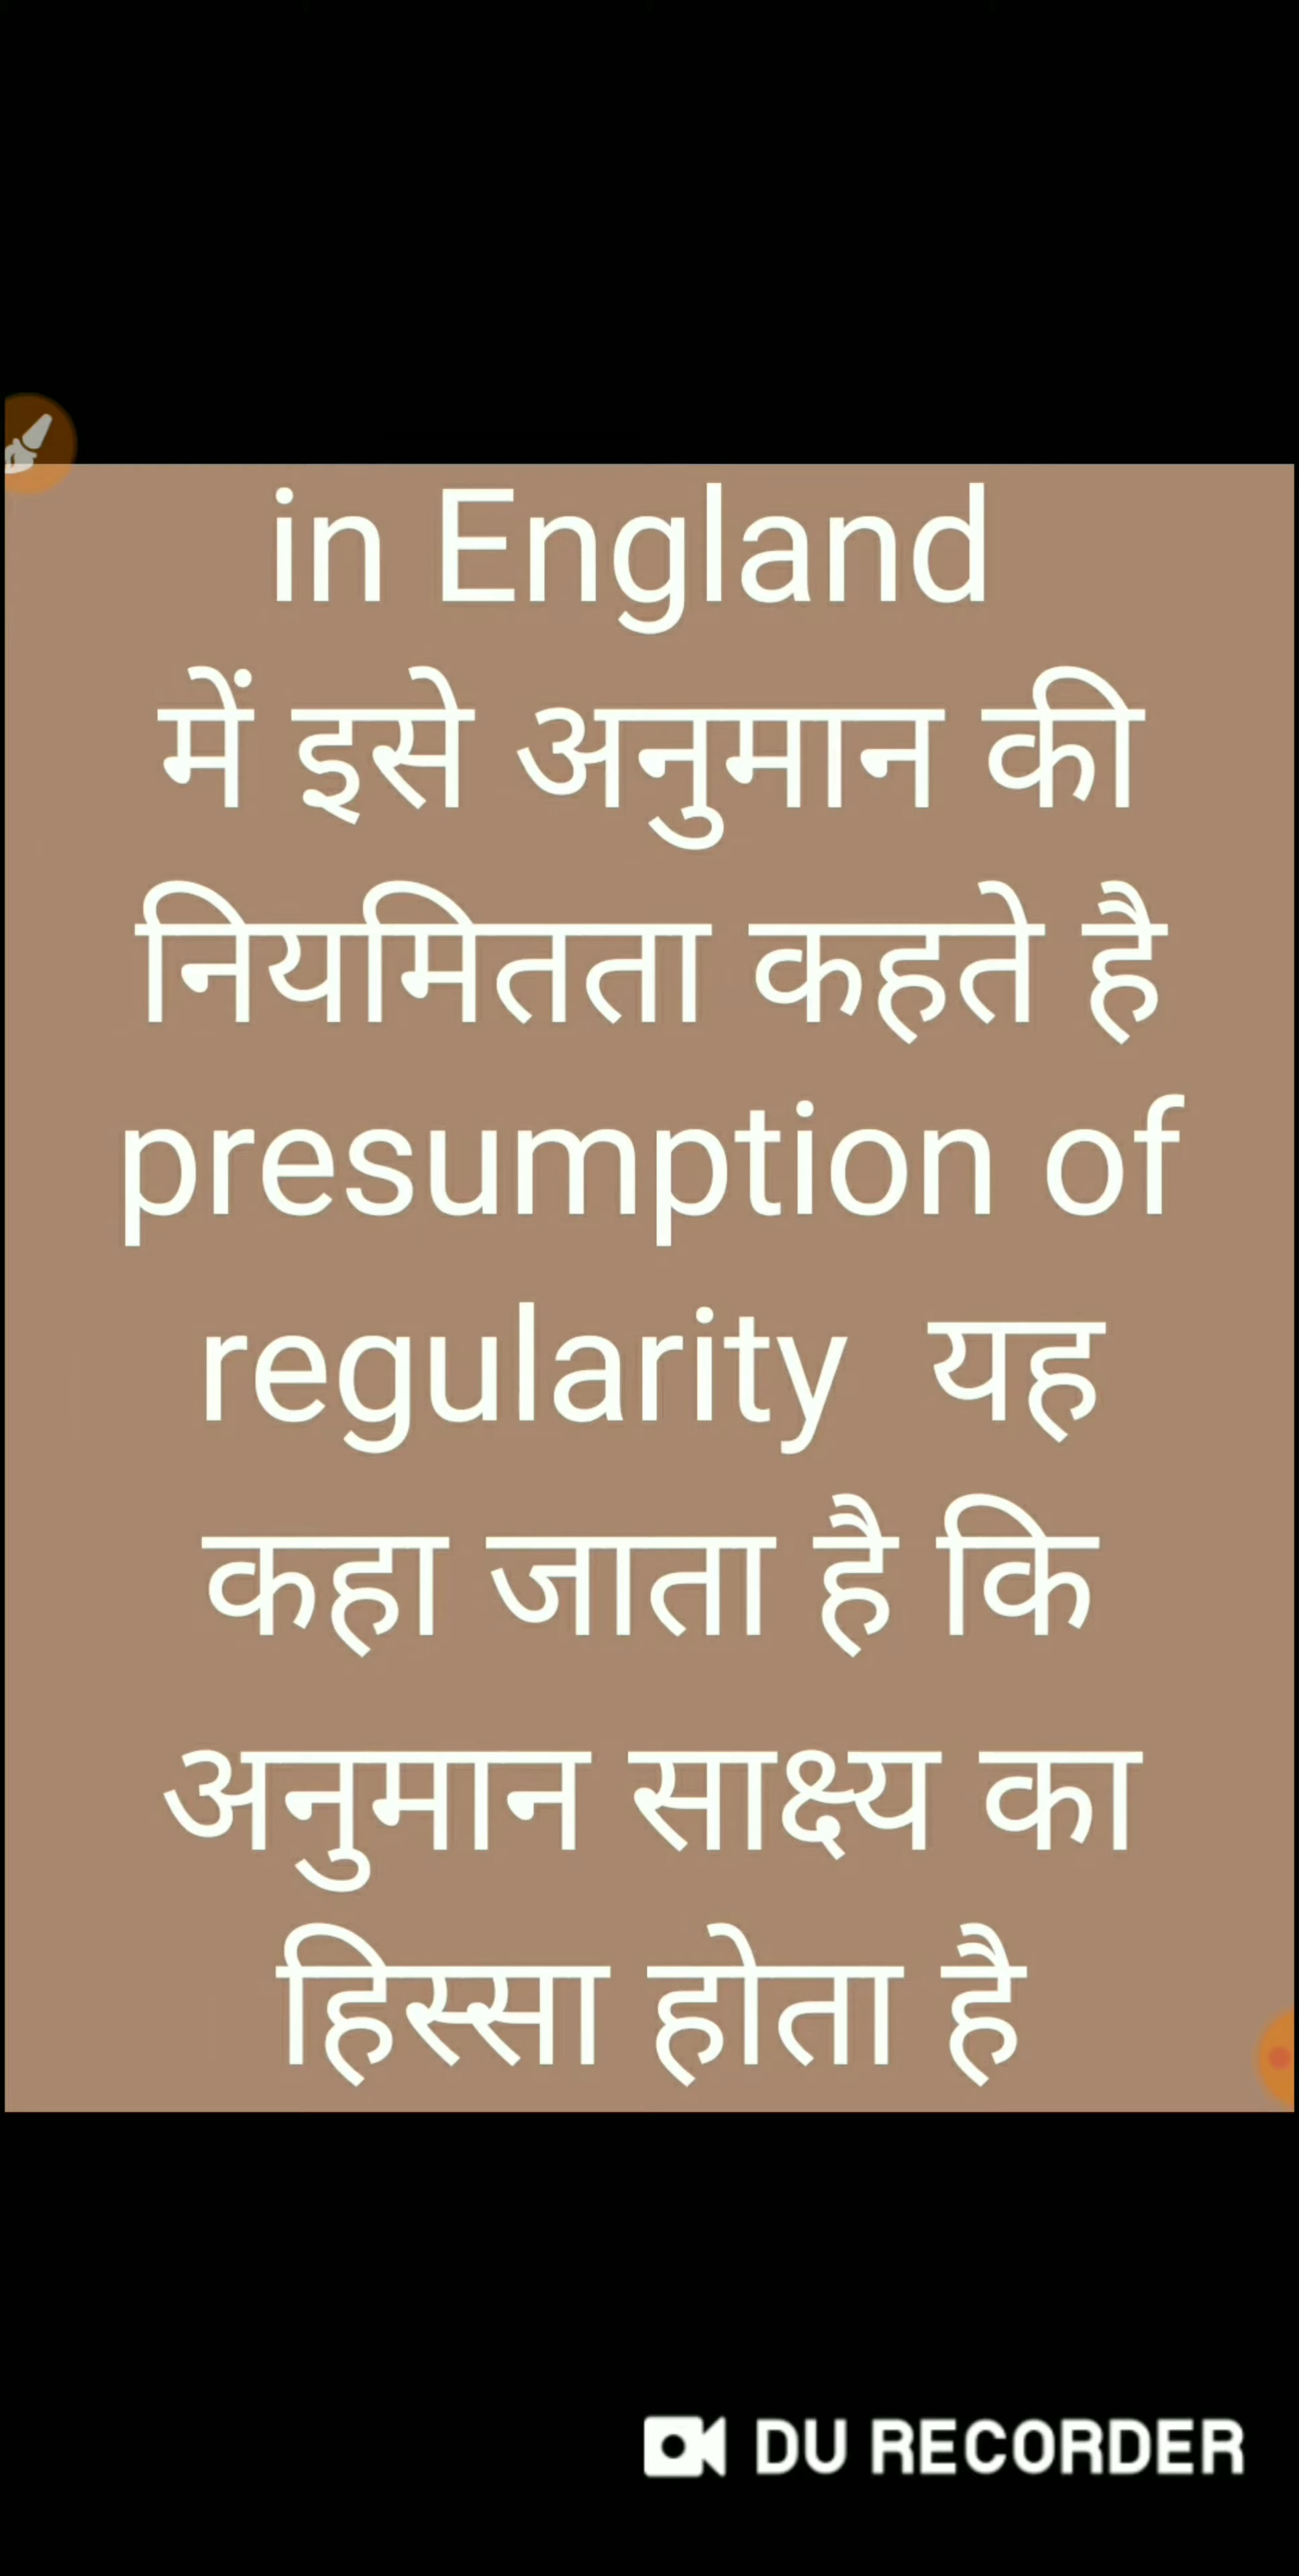 in England
में इसे अनुमान की
नियमितता कहते है
presumption of
regularity यह
कहा जाता है कि
अनुमान साक्ष्य का
हिस्सा होता है
DU RECORDER